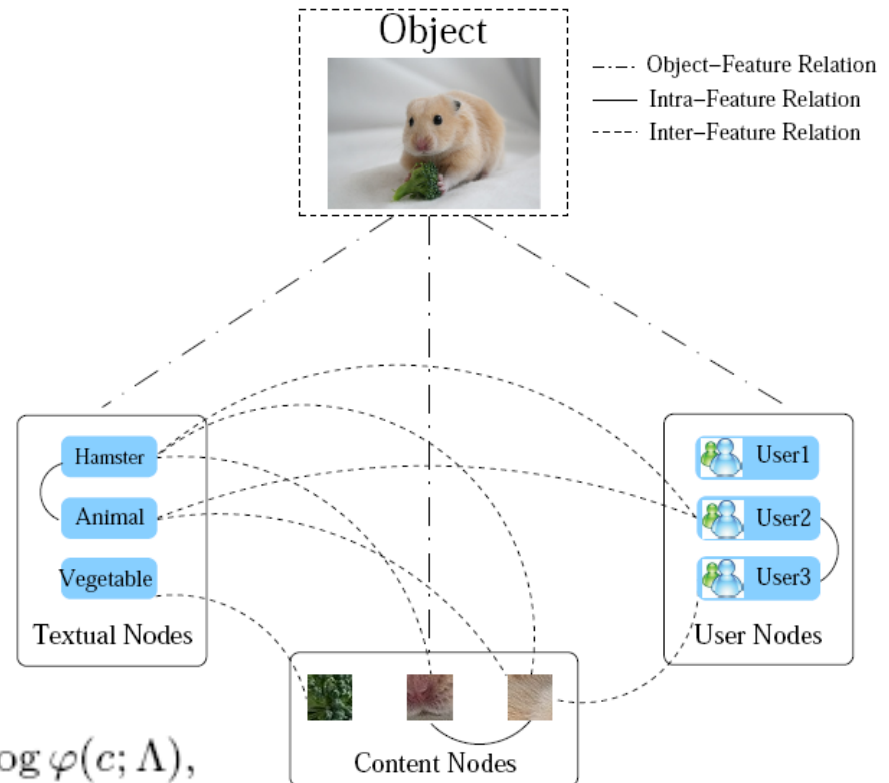 Object
Object–Feature Relation
Intra–Feature Relation
Inter–Feature Relation
Hamster
Animal
Vegetable
Textual Nodes
User1
User2
User3
User Nodes
Content Nodes
og φ(c; Λ),